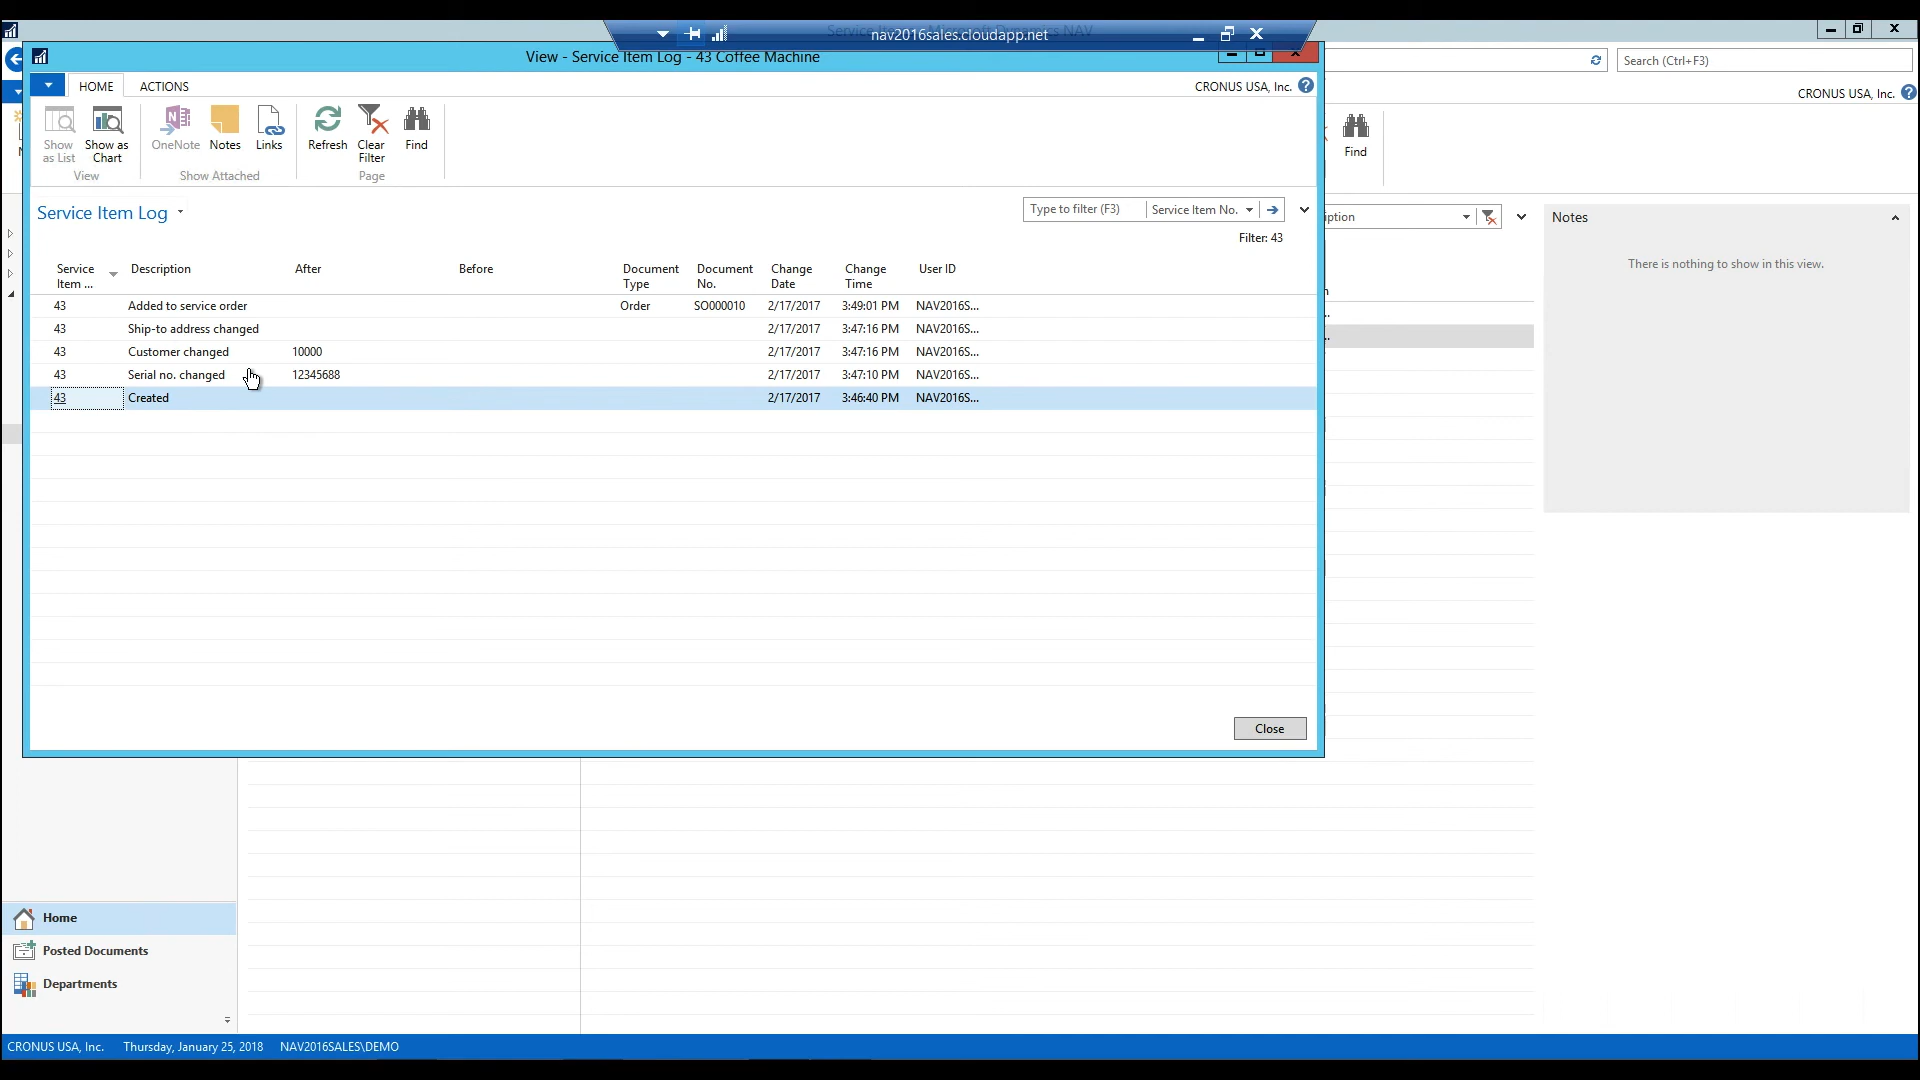 nav2016sales.cloudapp.net
View - Service Item Log - 43 Coffee Machine
Search (Ctrl+F3)
HOME
ACTIONS
CRONUS USA, Inc.
CRONUS USA, Inc.
Show as List
Show as Chart
OneNote
Notes
Links
Refresh
Clear Filter
Find
Find
View
Show Attached
Page
Service Item Log
Type to filter (F3)
Service Item No.
Filter: 43
Notes
There is nothing to show in this view.
Service Item ... Description After Before Document Type Document No. Change Date Change Time User ID
43 Added to service order Order SO000010 2/17/2017 3:49:01 PM NAV2016S...
43 Ship-to address changed 2/17/2017 3:47:16 PM NAV2016S...
43 Customer changed 10000 2/17/2017 3:47:16 PM NAV2016S...
43 Serial no. changed 12345688 2/17/2017 3:47:10 PM NAV2016S...
43 Created 2/17/2017 3:46:40 PM NAV2016S...
Close
Home
Posted Documents
Departments
CRONUS USA, Inc. Thursday, January 25, 2018 NAV2016SALES\DEMO